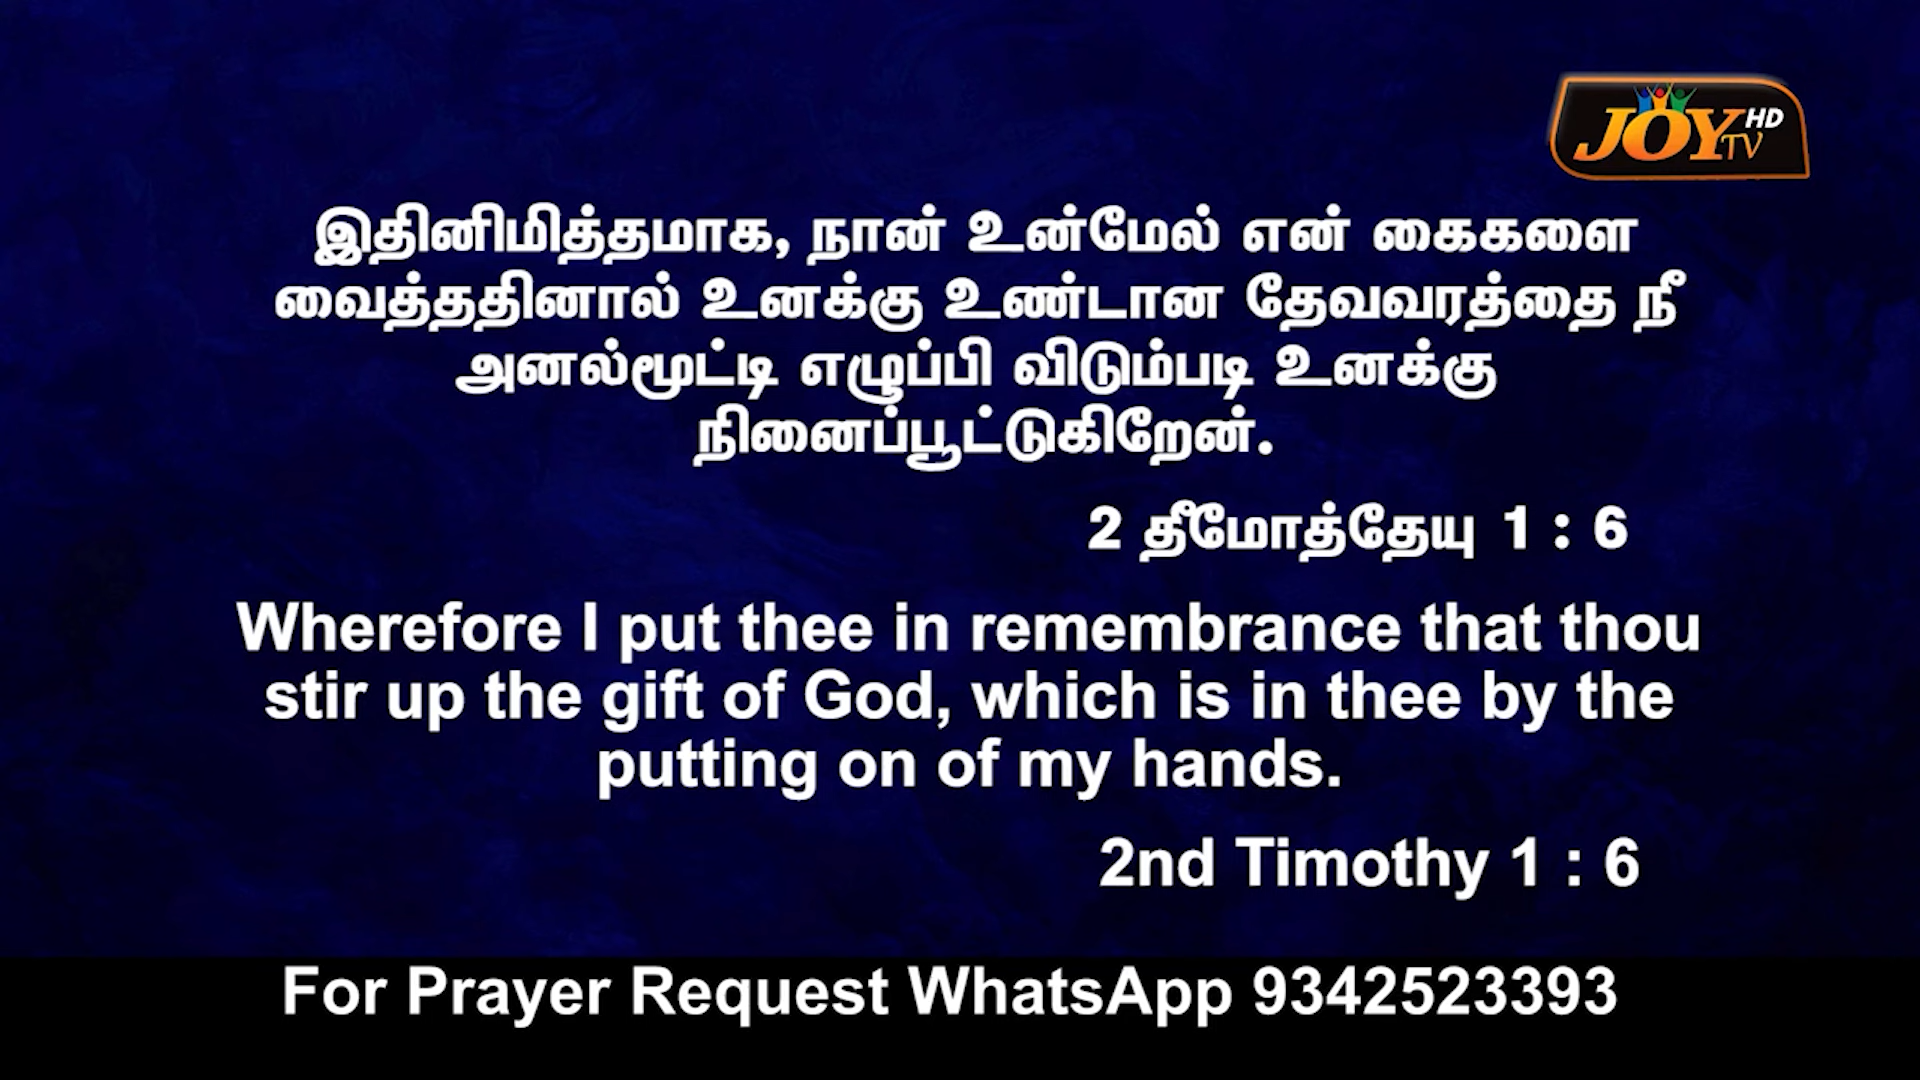 JOY HD TV
இதினிமித்தமாக, நான் உன்மேல் என் கைகளை
வைத்ததினால் உனக்கு உண்டான தேவவரத்தை நீ
அனல்மூட்டி எழுப்பி விடும்படி உனக்கு
நினைப்பூட்டுகிறேன்.
2 தீமோத்தேயு 1 : 6
Wherefore I put thee in remembrance that thou
stir up the gift of God, which is in thee by the
putting on of my hands.
2nd Timothy 1 : 6
For Prayer Request WhatsApp 9342523393